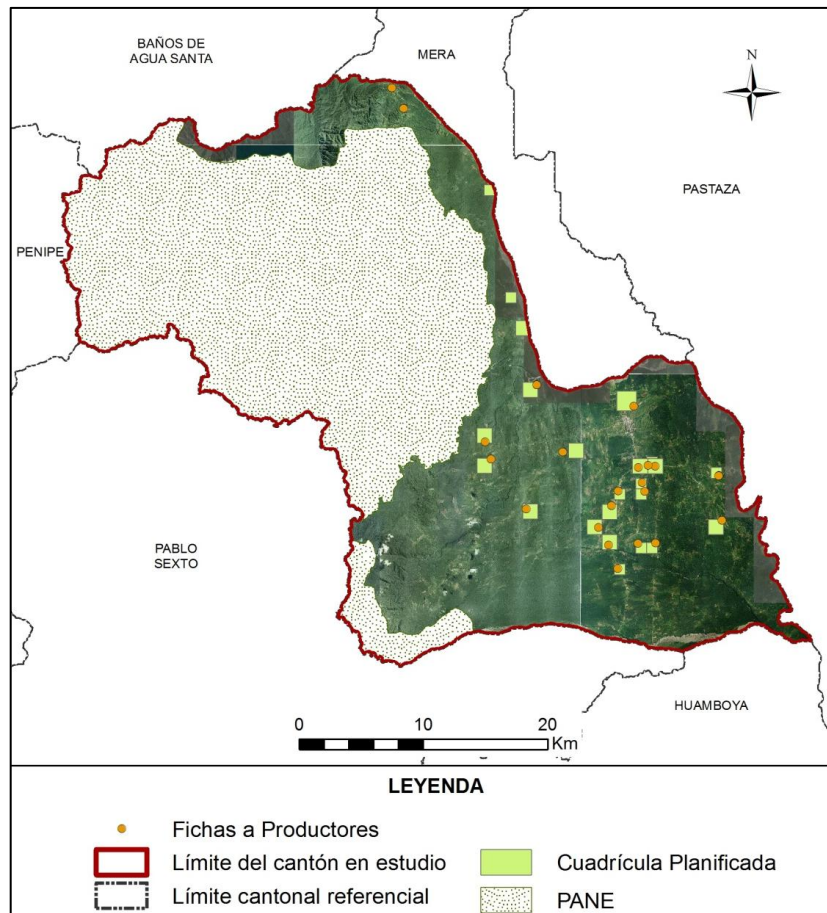 BAÑOS DE
AGUA SANTA
MERA
N
PASTAZA
PENIPE
PABLO
SEXTO
HUAMBOYA
0 10 20
Km
LEYENDA
Fichas a Productores
Límite del cantón en estudio
Cuadrícula Planificada
Límite cantonal referencial
PANE